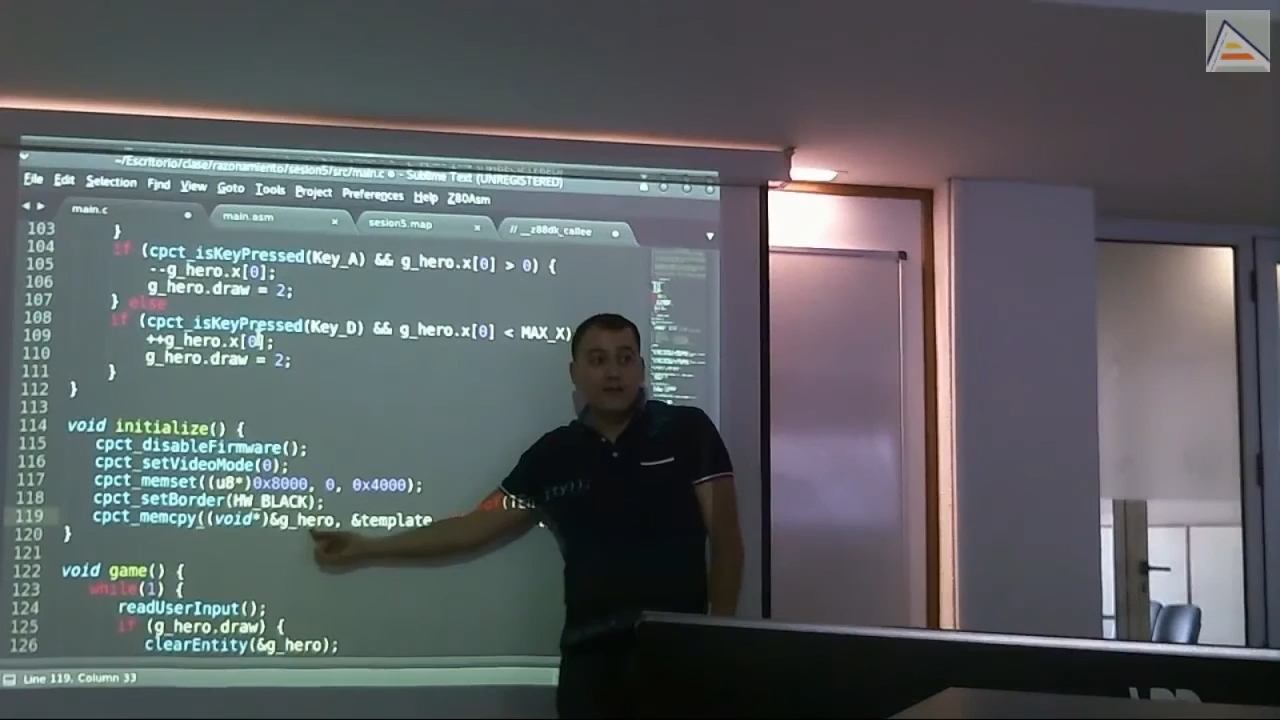 ~/Escritorio/clase/razonamiento/sesion5/src/main.c • - Sublime Text (UNREGISTERED)
File Edit Selection Find View Goto Tools Project Preferences Help Z80Asm
main.c main.asm sesion5.map // __z88dk_callee
103 }
104 if (cpct_isKeyPressed(Key_A) && g_hero.x[0] > 0) {
105 --g_hero.x[0];
106 g_hero.draw = 2;
107 } else
108 if (cpct_isKeyPressed(Key_D) && g_hero.x[0] < MAX_X)
109 ++g_hero.x[0];
110 g_hero.draw = 2;
111 }
112 }
113
114 void initialize() {
115 cpct_disableFirmware();
116 cpct_setVideoMode(0);
117 cpct_memset((u8*)0x8000, 0, 0x4000);
118 cpct_setBorder(HW_BLACK);
119 cpct_memcpy((void*)&g_hero, &template
120 }
121
122 void game() {
123 while(1) {
124 readUserInput();
125 if (g_hero.draw) {
126 clearEntity(&g_hero);
Line 119, Column 33